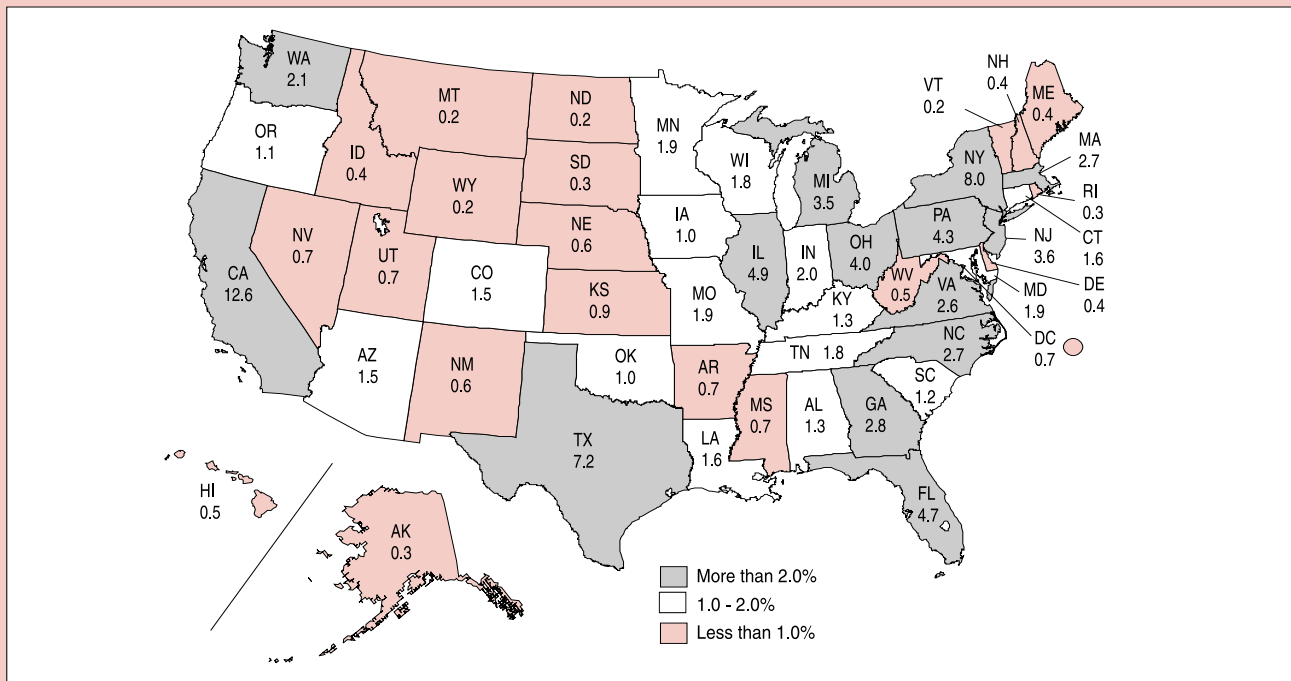 WA
2.1
OR
1.1
CA
12.6
ID
0.4
NV
0.7
MT
0.2
WY
0.2
UT
0.7
AZ
1.5
CO
1.5
NM
0.6
ND
0.2
SD
0.3
NE
0.6
KS
0.9
OK
1.0
TX
7.2
MN
1.9
IA
1.0
MO
1.9
AR
0.7
LA
1.6
WI
1.8
IL
4.9
MI
3.5
IN
2.0
OH
4.0
KY
1.3
TN 1.8
MS
0.7
AL
1.3
GA
2.8
FL
4.7
SC
1.2
NC
2.7
VA
2.6
WV
0.5
PA
4.3
NY
8.0
VT
0.2
NH
0.4
ME
0.4
MA
2.7
RI
0.3
CT
1.6
NJ
3.6
DE
0.4
MD
1.9
DC
0.7
HI
0.5
AK
0.3
More than 2.0%
1.0 - 2.0%
Less than 1.0%